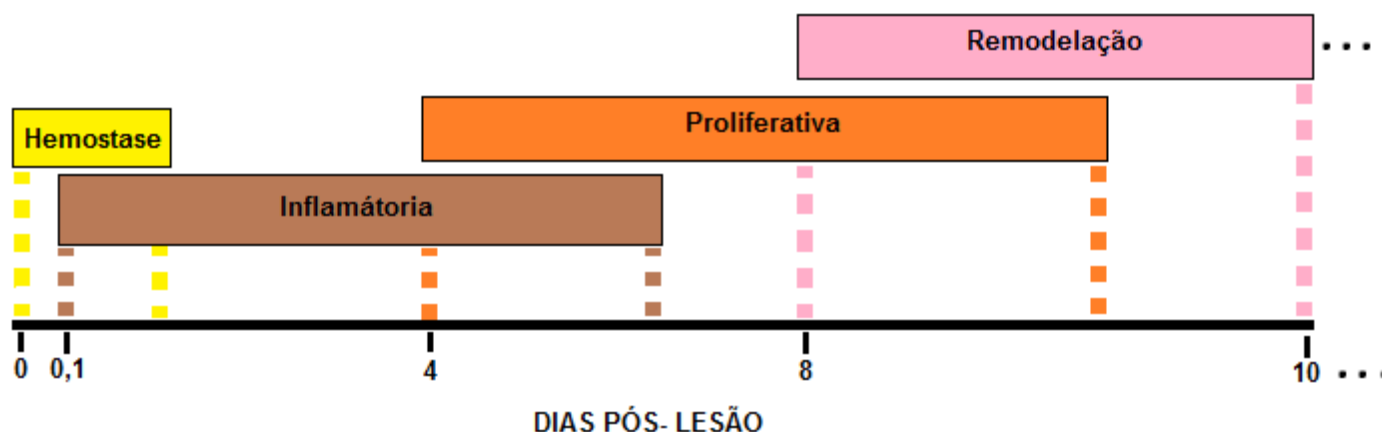 Remodelação
...
Proliferativa
Hemostase
Inflamátoria
0 0,1 4 8 10 ...
DIAS PÓS- LESÃO